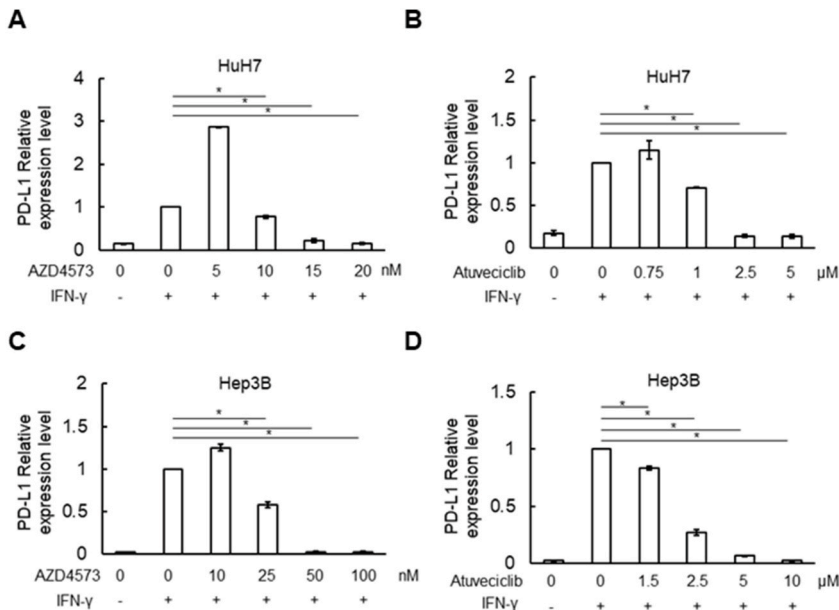 A
HuH7
PD-L1 Relative
expression level
4
3
2
1
0
* 
*
*
AZD4573 0 0 5 10 15 20 nM
IFN-γ - + + + + +
B
HuH7
PD-L1 Relative
expression level
2
1.5
1
0.5
0
*
*
*
Atuveciclib 0 0 0.75 1 2.5 5 μM
IFN-γ - + + + + +
C
Hep3B
PD-L1 Relative
expression level
2
1.5
1
0.5
0
*
*
*
AZD4573 0 0 10 25 50 100 nM
IFN-γ - + + + + +
D
Hep3B
PD-L1 Relative
expression level
1.5
1
0.5
0
*
*
*
*
Atuveciclib 0 0 1.5 2.5 5 10 μM
IFN-γ - + + + + +